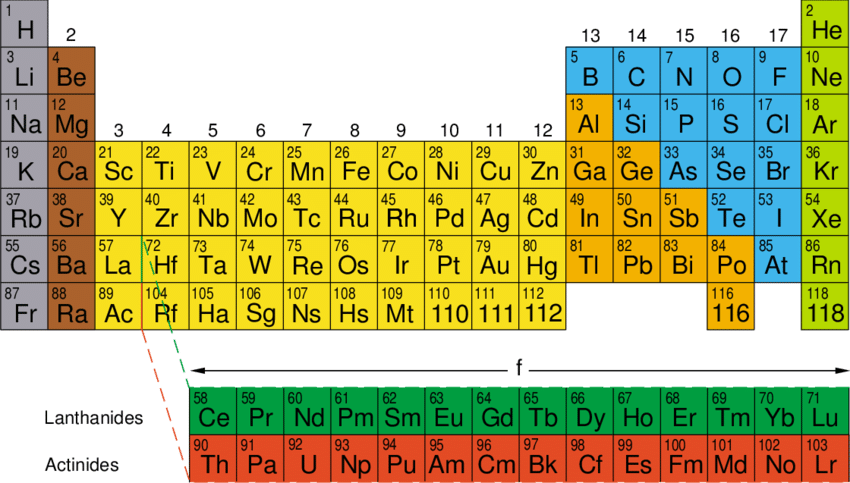 1 2
H He
2 13 14 15 16 17
3 4 5 6 7 8 9 10
Li Be B C N O F Ne
11 12 13 14 15 16 17 18
Na Mg Al Si P S Cl Ar
3 4 5 6 7 8 9 10 11 12
19 20 21 22 23 24 25 26 27 28 29 30 31 32 33 34 35 36
K Ca Sc Ti V Cr Mn Fe Co Ni Cu Zn Ga Ge As Se Br Kr
37 38 39 40 41 42 43 44 45 46 47 48 49 50 51 52 53 54
Rb Sr Y Zr Nb Mo Tc Ru Rh Pd Ag Cd In Sn Sb Te I Xe
55 56 57 72 73 74 75 76 77 78 79 80 81 82 83 84 85 86
Cs Ba La Hf Ta W Re Os Ir Pt Au Hg Tl Pb Bi Po At Rn
87 88 89 104 105 106 107 108 109 110 111 112 116 118
Fr Ra Ac Rf Ha Sg Ns Hs Mt 110 111 112 116 118
f
58 59 60 61 62 63 64 65 66 67 68 69 70 71
Lanthanides Ce Pr Nd Pm Sm Eu Gd Tb Dy Ho Er Tm Yb Lu
90 91 92 93 94 95 96 97 98 99 100 101 102 103
Actinides Th Pa U Np Pu Am Cm Bk Cf Es Fm Md No Lr